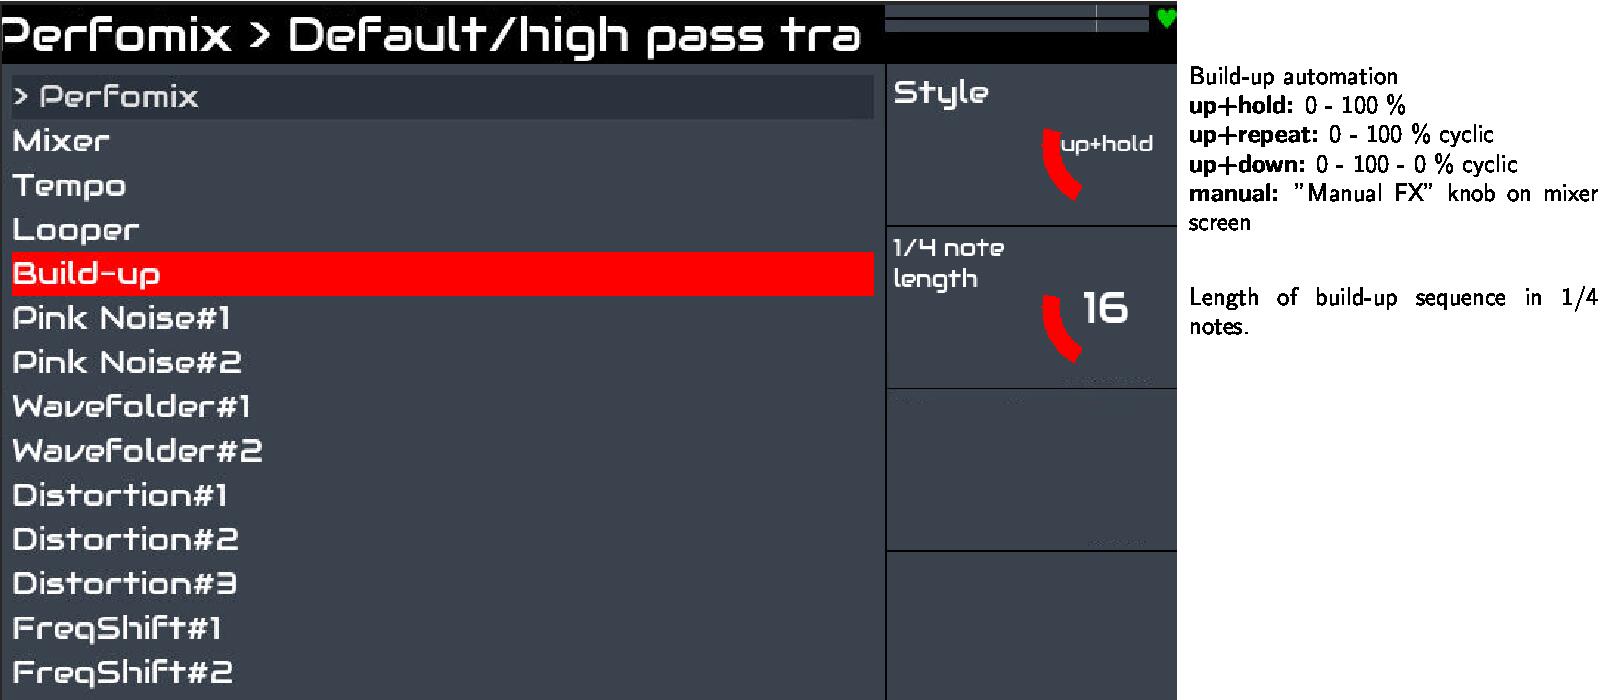 Perfomix > Default/high pass tra
> Perfomix
Mixer
Tempo
Looper
Build-up
Pink Noise#1
Pink Noise#2
Wavefolder#1
Wavefolder#2
Distortion#1
Distortion#2
Distortion#3
FreqShift#1
FreqShift#2
Style
up+hold
1/4 note
length
16
Build-up automation
up+hold: 0 - 100 %
up+repeat: 0 - 100 % cyclic
up+down: 0 - 100 - 0 % cyclic
manual: "Manual FX" knob on mixer
screen
Length of build-up sequence in 1/4
notes.